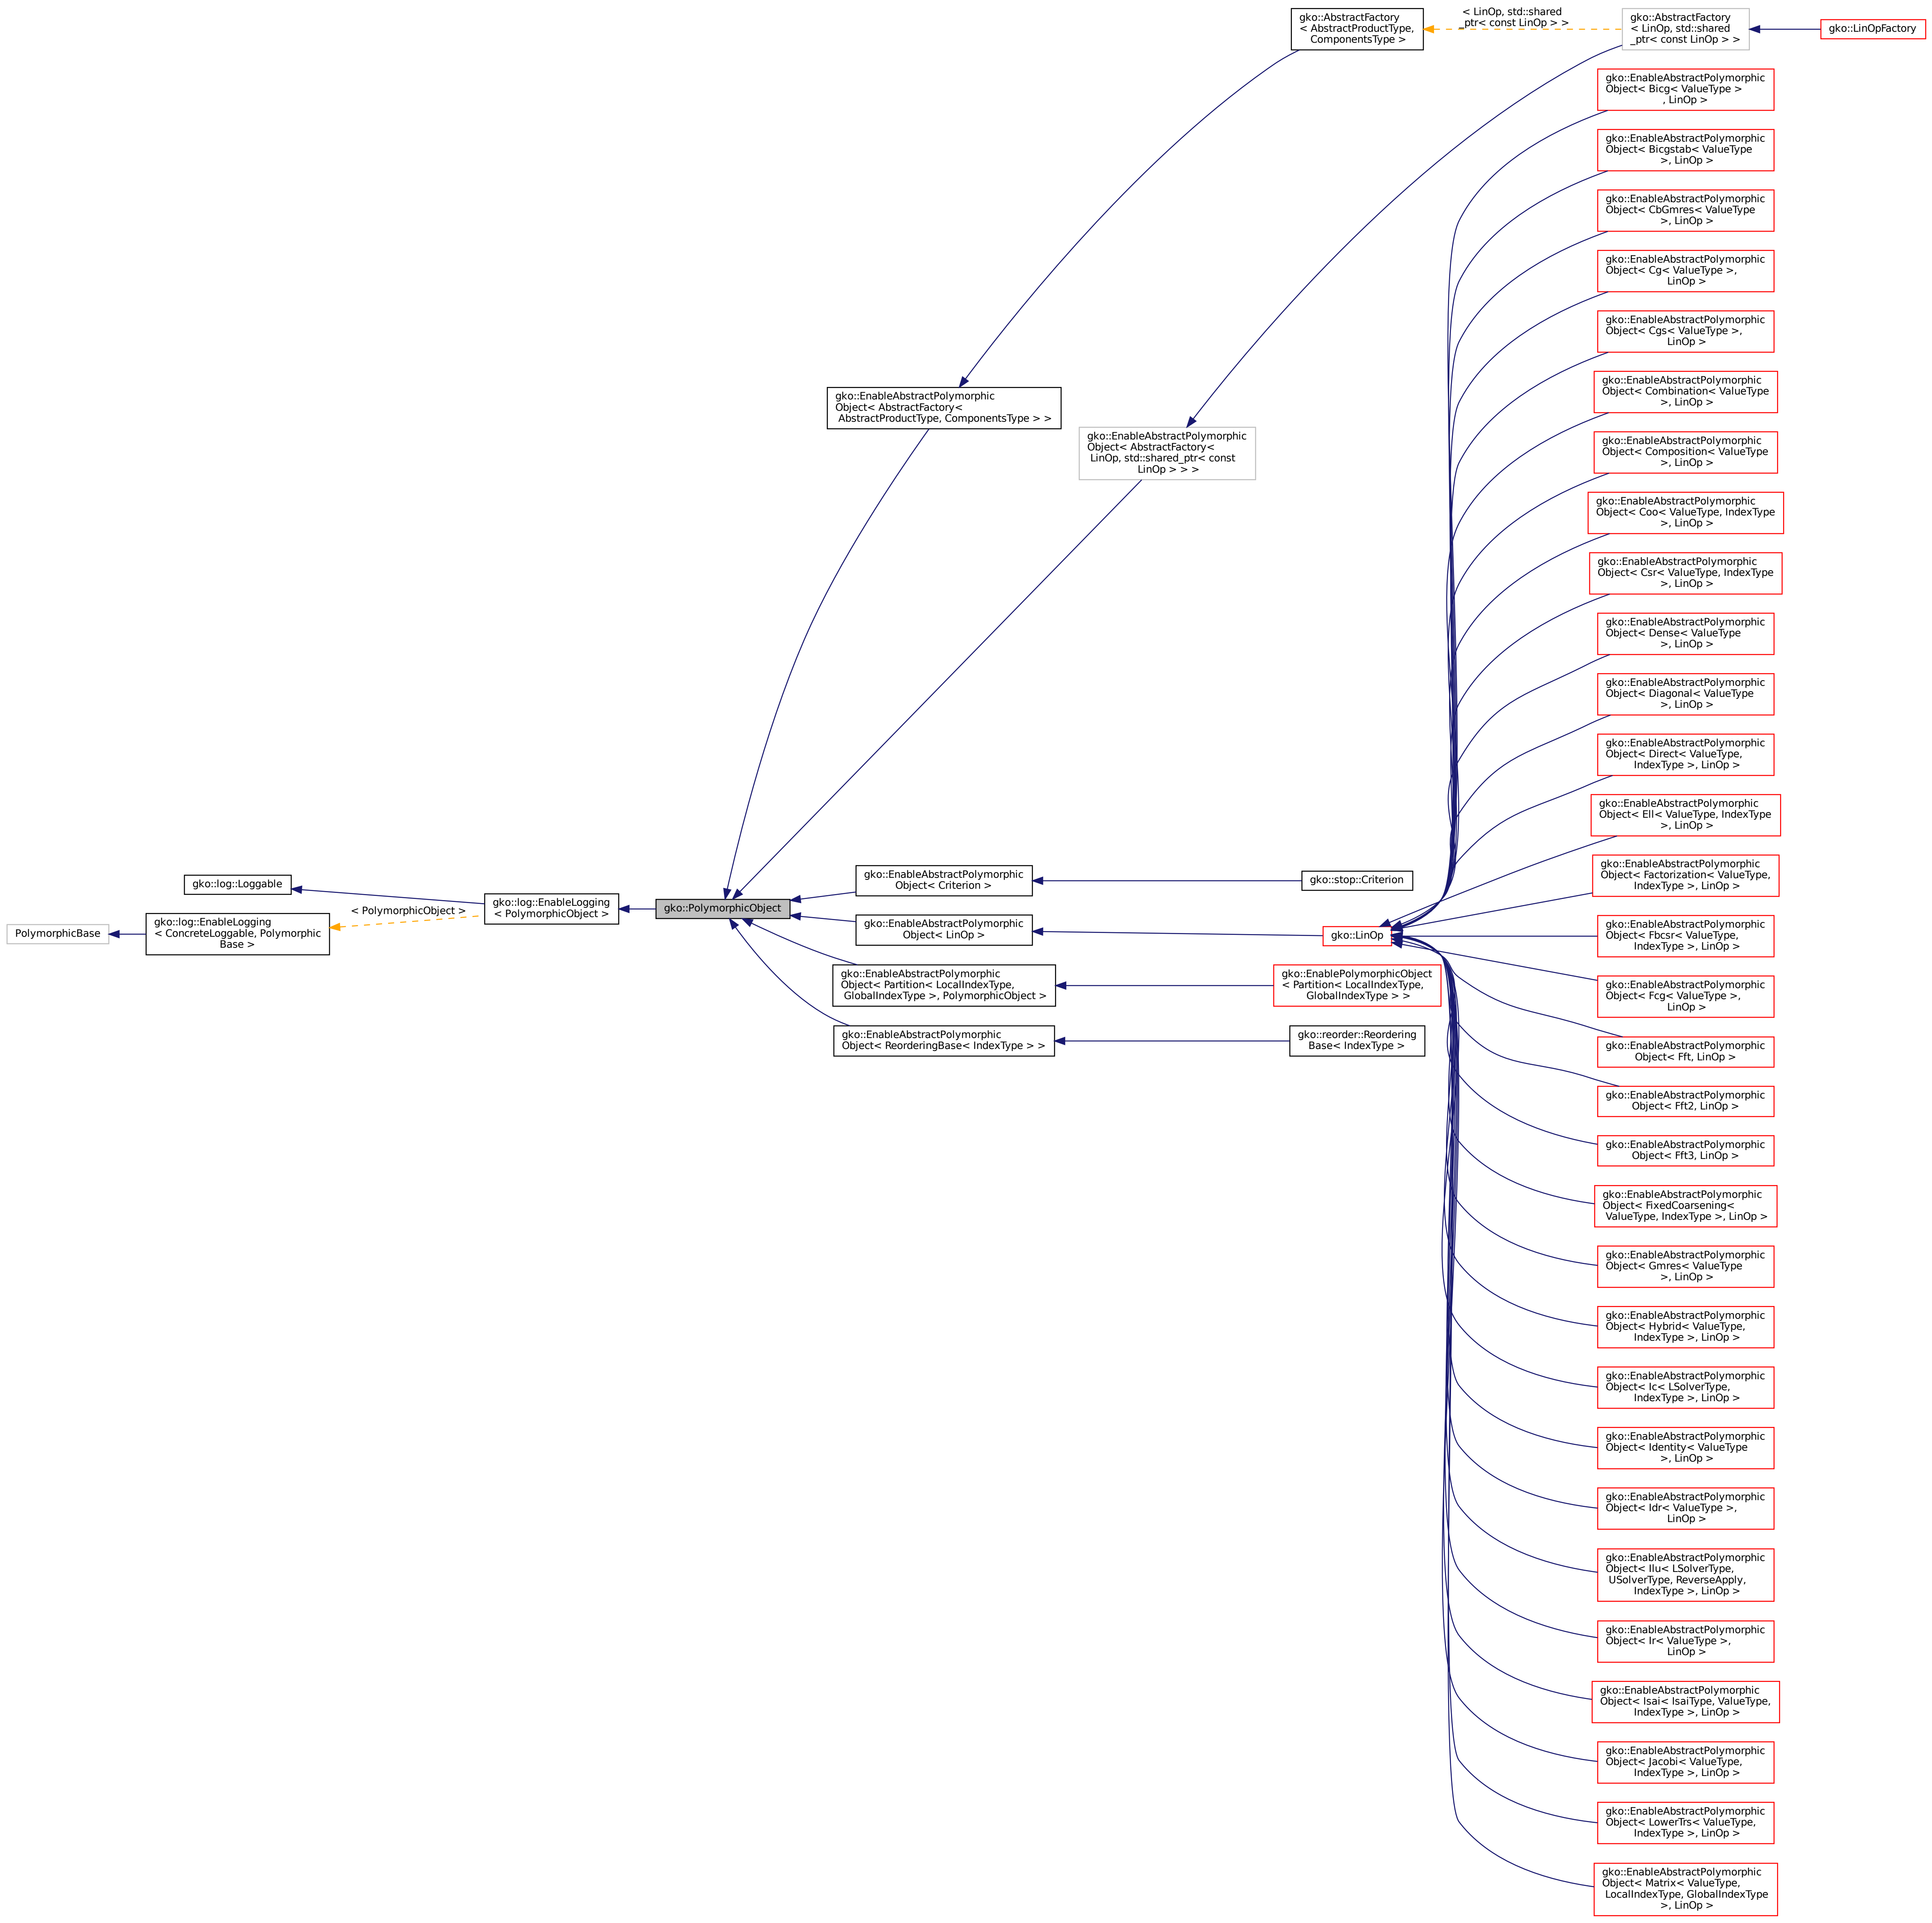 gko::AbstractFactory
< AbstractProductType,
ComponentsType >
< LinOp, std::shared
_ptr< const LinOp > >
gko::AbstractFactory
< LinOp, std::shared
_ptr< const LinOp > >
gko::LinOpFactory
gko::EnableAbstractPolymorphic
Object< Bicg< ValueType >
, LinOp >
gko::EnableAbstractPolymorphic
Object< Bicgstab< ValueType
>, LinOp >
gko::EnableAbstractPolymorphic
Object< CbGmres< ValueType
>, LinOp >
gko::EnableAbstractPolymorphic
Object< Cg< ValueType >,
LinOp >
gko::EnableAbstractPolymorphic
Object< Cgs< ValueType >,
LinOp >
gko::EnableAbstractPolymorphic
Object< Combination< ValueType
>, LinOp >
gko::EnableAbstractPolymorphic
Object< AbstractFactory<
AbstractProductType, ComponentsType > >
gko::EnableAbstractPolymorphic
Object< AbstractFactory<
LinOp, std::shared_ptr< const
LinOp > > >
gko::EnableAbstractPolymorphic
Object< Composition< ValueType
>, LinOp >
gko::EnableAbstractPolymorphic
Object< Coo< ValueType, IndexType
>, LinOp >
gko::EnableAbstractPolymorphic
Object< Csr< ValueType, IndexType
>, LinOp >
gko::EnableAbstractPolymorphic
Object< Dense< ValueType
>, LinOp >
gko::EnableAbstractPolymorphic
Object< Diagonal< ValueType
>, LinOp >
gko::EnableAbstractPolymorphic
Object< Direct< ValueType,
IndexType >, LinOp >
gko::EnableAbstractPolymorphic
Object< Ell< ValueType, IndexType
>, LinOp >
gko::EnableAbstractPolymorphic
Object< Factorization< ValueType,
IndexType >, LinOp >
PolymorphicBase
gko::log::Loggable
gko::log::EnableLogging
< ConcreteLoggable, Polymorphic
Base >
< PolymorphicObject >
gko::log::EnableLogging
< PolymorphicObject >
gko::PolymorphicObject
gko::EnableAbstractPolymorphic
Object< Criterion >
gko::stop::Criterion
gko::EnableAbstractPolymorphic
Object< LinOp >
gko::LinOp
gko::EnableAbstractPolymorphic
Object< Partition< LocalIndexType,
GlobalIndexType >, PolymorphicObject >
gko::EnablePolymorphicObject
< Partition< LocalIndexType,
GlobalIndexType > >
gko::EnableAbstractPolymorphic
Object< ReorderingBase< IndexType > >
gko::reorder::Reordering
Base< IndexType >
gko::EnableAbstractPolymorphic
Object< Fbcsr< ValueType,
IndexType >, LinOp >
gko::EnableAbstractPolymorphic
Object< Fcg< ValueType >,
LinOp >
gko::EnableAbstractPolymorphic
Object< Fft, LinOp >
gko::EnableAbstractPolymorphic
Object< Fft2, LinOp >
gko::EnableAbstractPolymorphic
Object< Fft3, LinOp >
gko::EnableAbstractPolymorphic
Object< FixedCoarsening<
ValueType, IndexType >, LinOp >
gko::EnableAbstractPolymorphic
Object< Gmres< ValueType
>, LinOp >
gko::EnableAbstractPolymorphic
Object< Hybrid< ValueType,
IndexType >, LinOp >
gko::EnableAbstractPolymorphic
Object< Ic< LSolverType,
IndexType >, LinOp >
gko::EnableAbstractPolymorphic
Object< Identity< ValueType
>, LinOp >
gko::EnableAbstractPolymorphic
Object< Idr< ValueType >,
LinOp >
gko::EnableAbstractPolymorphic
Object< Ilu< LSolverType,
USolverType, ReverseApply,
IndexType >, LinOp >
gko::EnableAbstractPolymorphic
Object< Ir< ValueType >,
LinOp >
gko::EnableAbstractPolymorphic
Object< Isai< IsaiType, ValueType,
IndexType >, LinOp >
gko::EnableAbstractPolymorphic
Object< Jacobi< ValueType,
IndexType >, LinOp >
gko::EnableAbstractPolymorphic
Object< LowerTrs< ValueType,
IndexType >, LinOp >
gko::EnableAbstractPolymorphic
Object< Matrix< ValueType,
LocalIndexType, GlobalIndexType
>, LinOp >